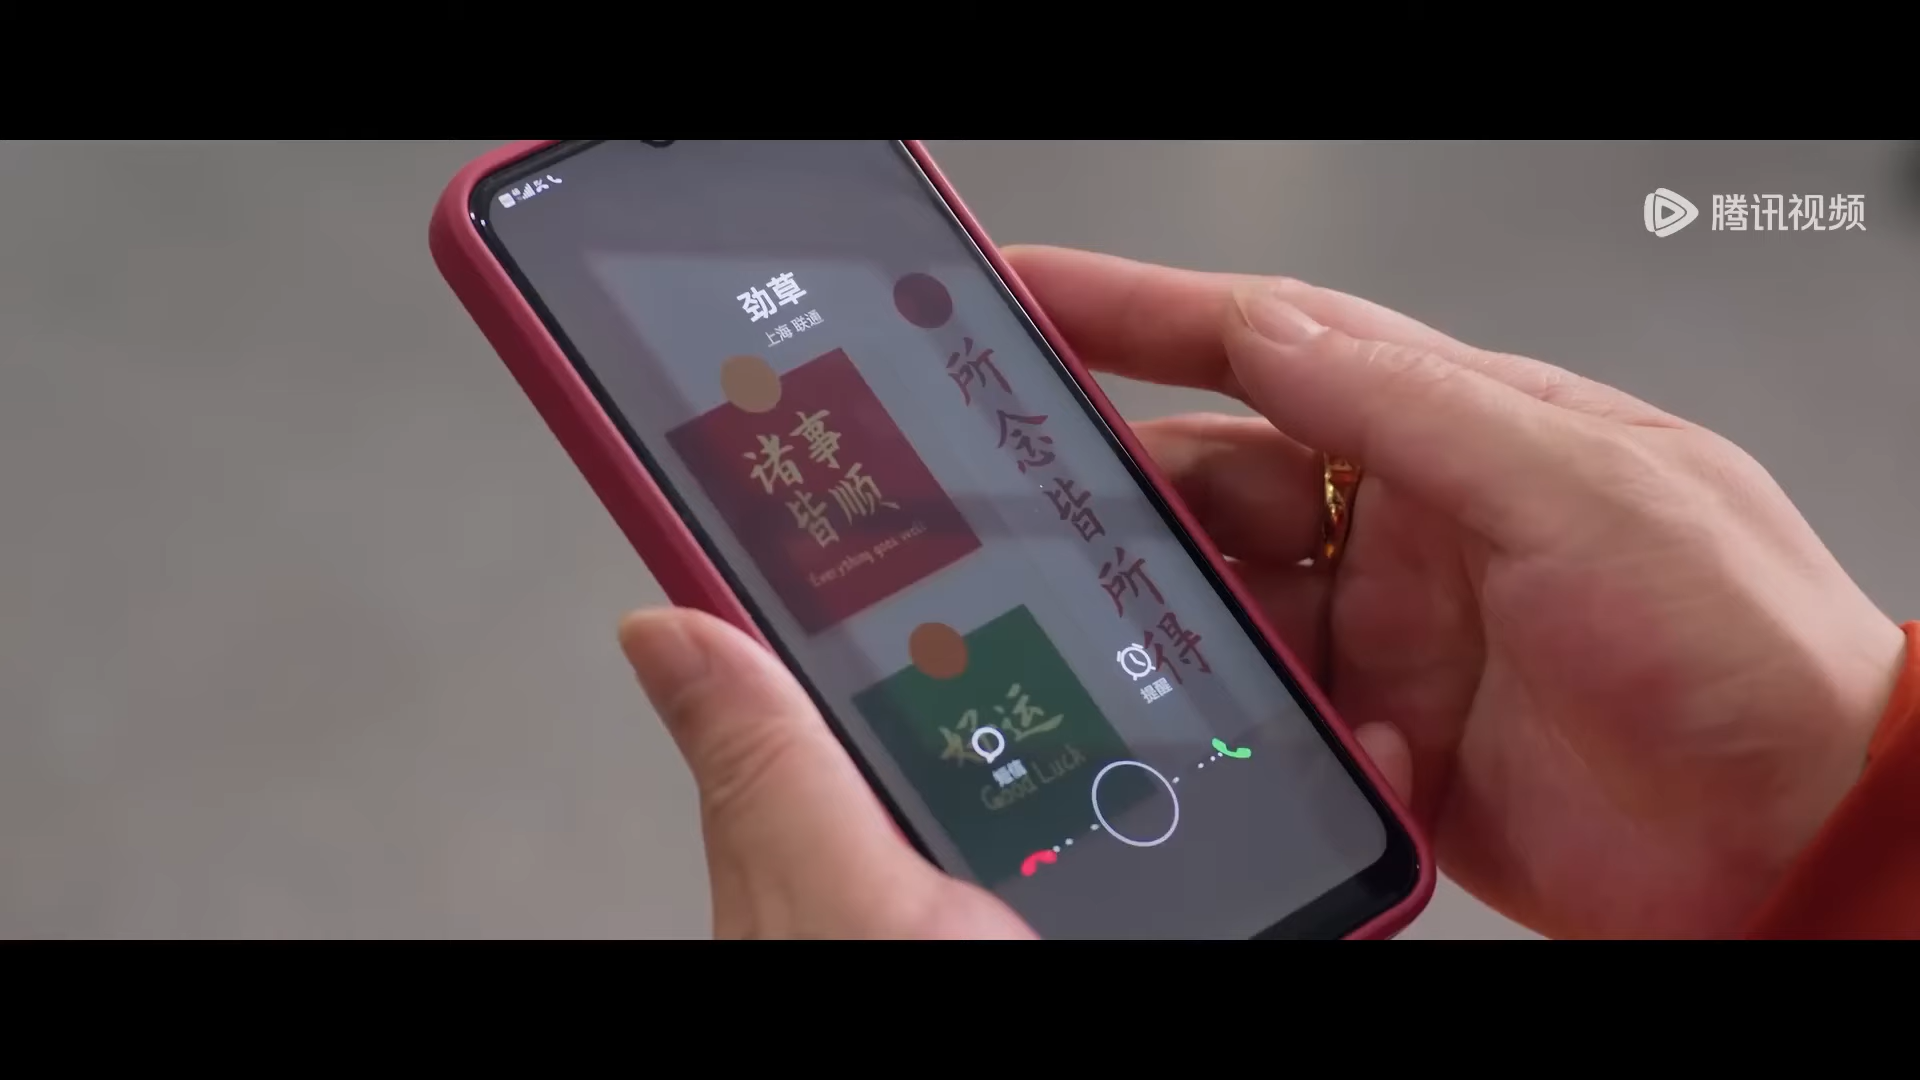 腾讯视频
劲草
上海 联通
诸事
皆顺
Everything goes well!
所念皆所得
好运
Good Luck
提醒
短信